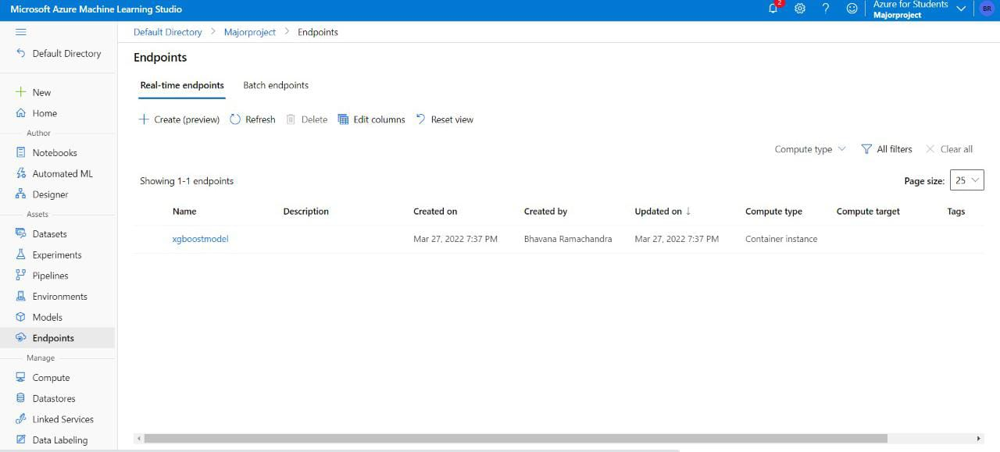 Microsoft Azure Machine Learning Studio
2
Azure for Students
Majorproject
BR
Default Directory
New
Home
Author
Notebooks
Automated ML
Designer
Assets
Datasets
Experiments
Pipelines
Environments
Models
Endpoints
Manage
Compute
Datastores
Linked Services
Data Labeling
Default Directory > Majorproject > Endpoints
Endpoints
Real-time endpoints Batch endpoints
Create (preview) Refresh Delete Edit columns Reset view
Compute type All filters Clear all
Showing 1-1 endpoints Page size: 25
Name Description Created on Created by Updated on ↓ Compute type Compute target Tags
xgboostmodel Mar 27, 2022 7:37 PM Bhavana Ramachandra Mar 27, 2022 7:37 PM Container instance